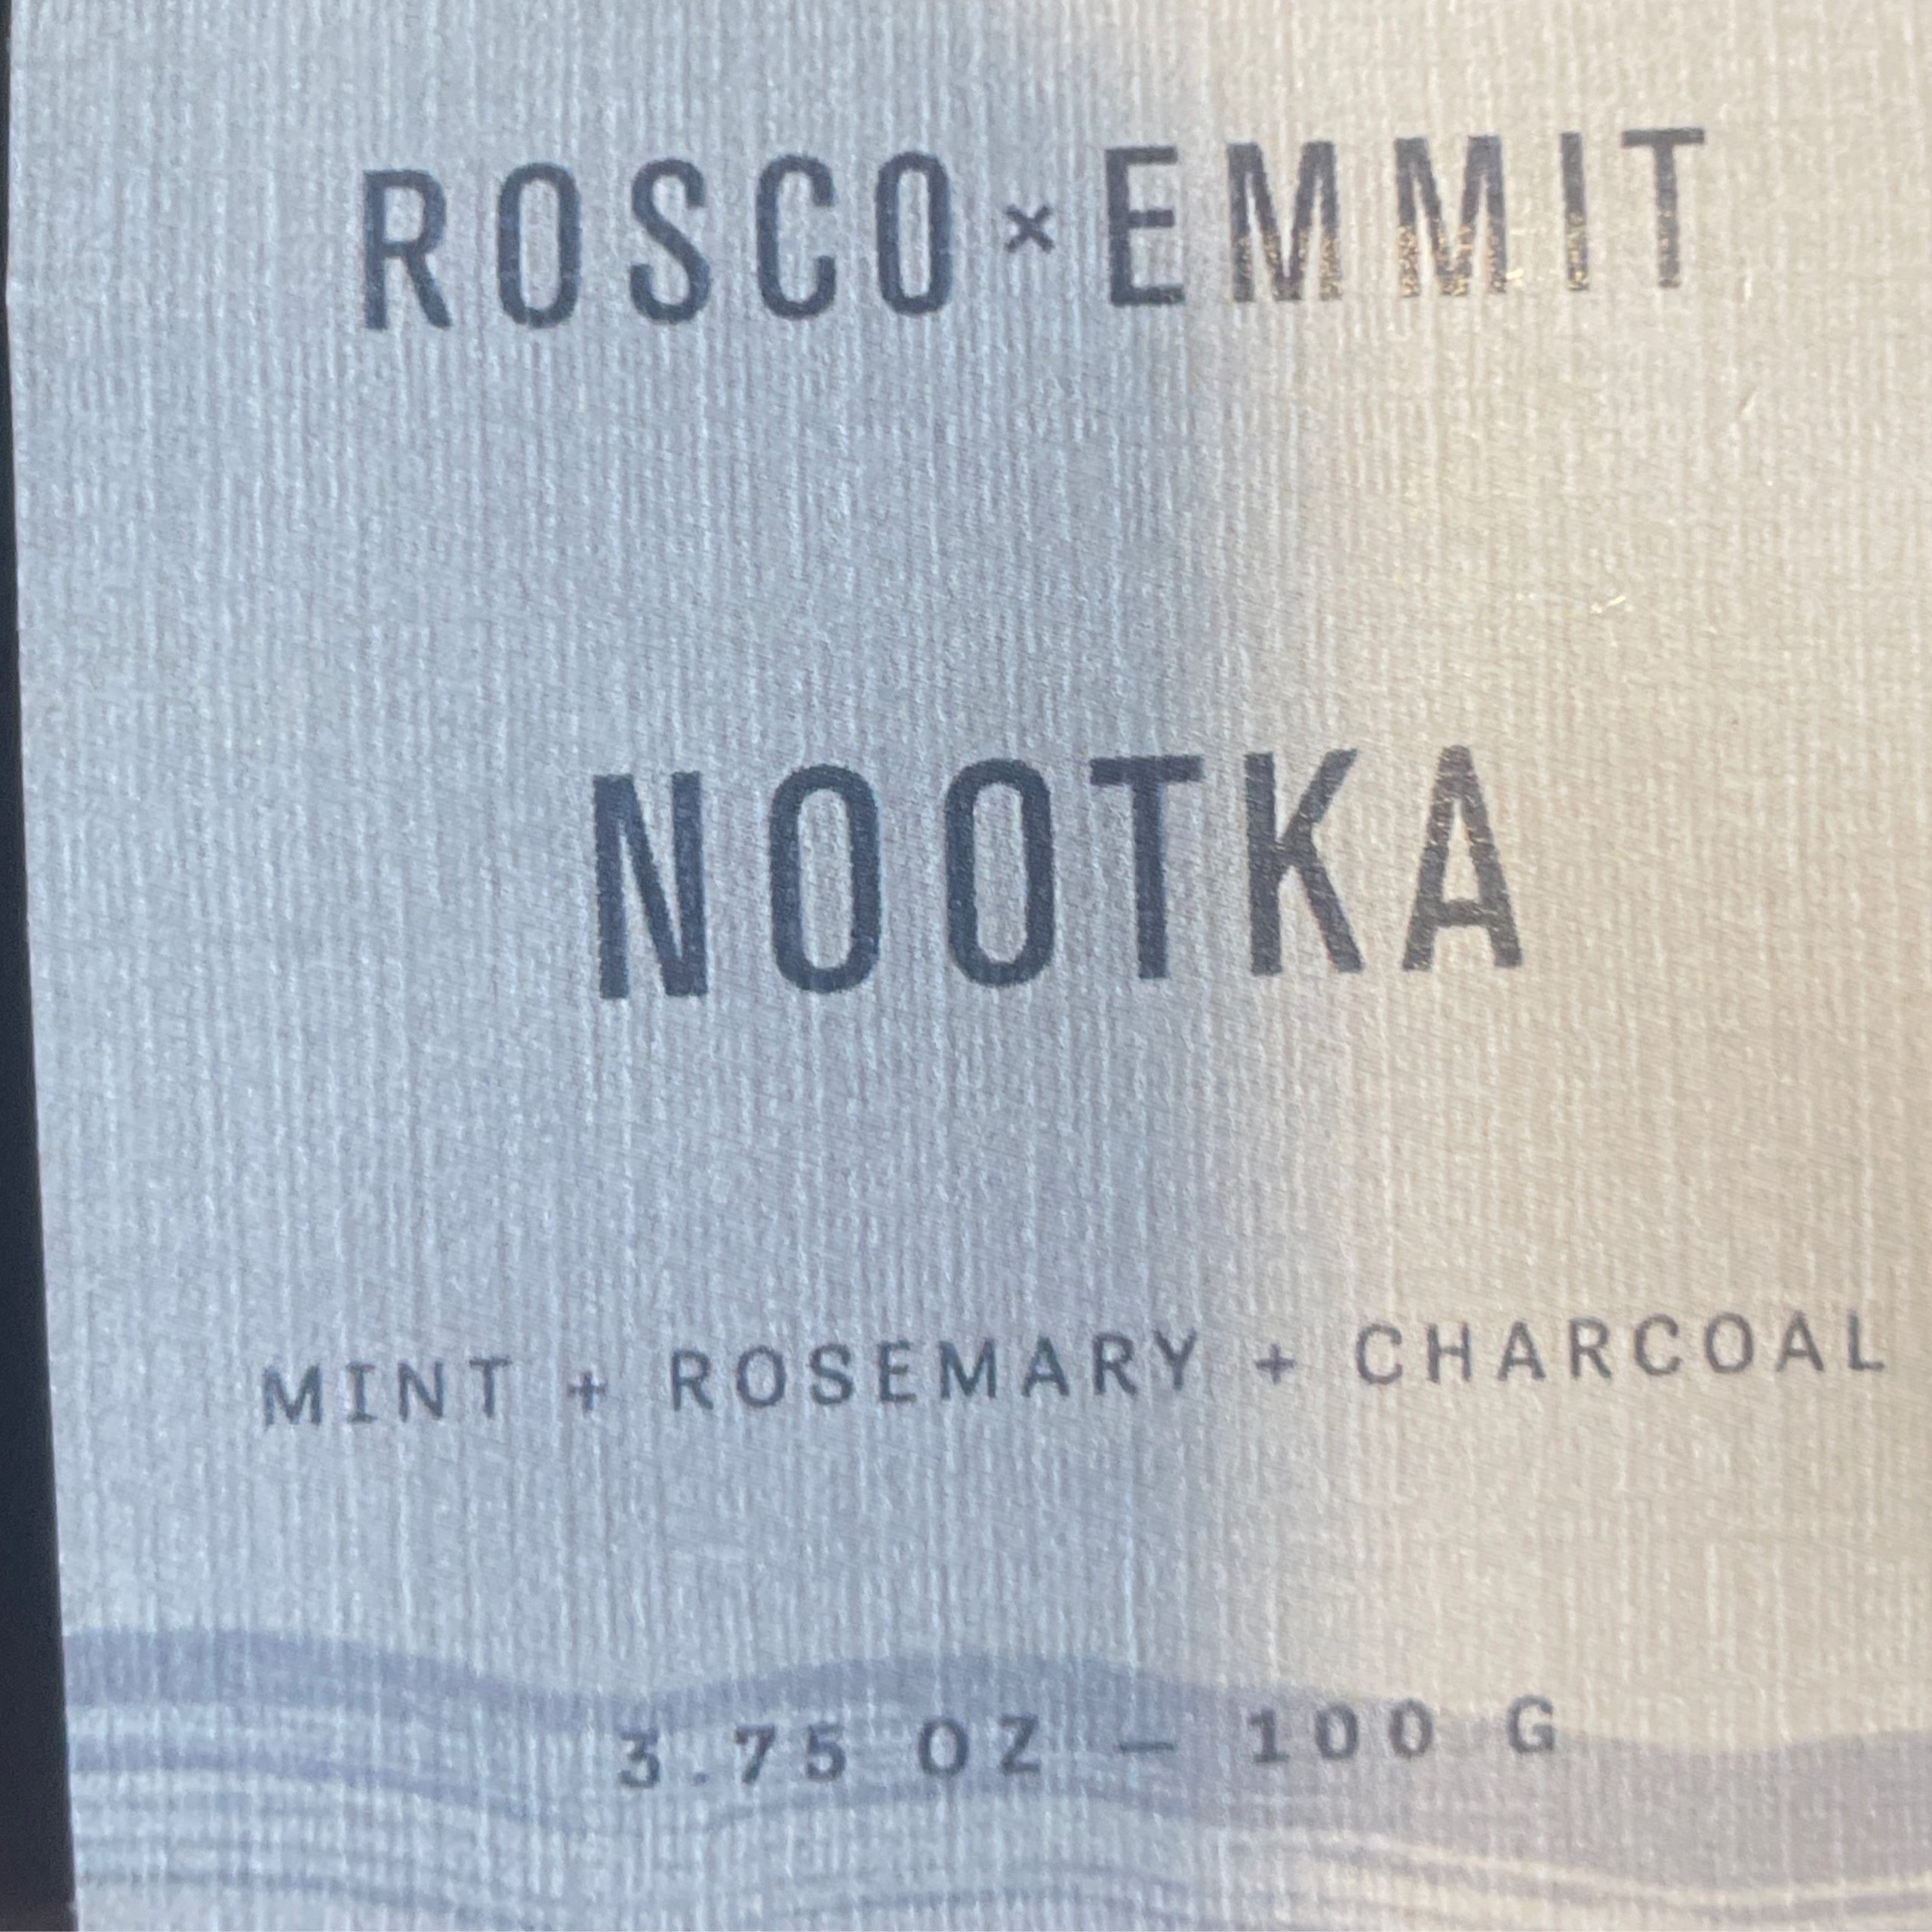 ROSCO × EMMIT
NOOTKA
MINT + ROSEMARY + CHARCOAL
3.75 OZ — 100 G